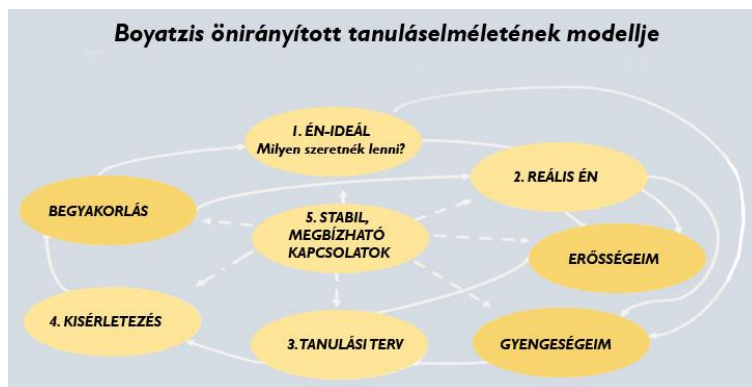 Boyatzis önirányított tanuláselméletének modellje
1. ÉN-IDEÁL
Milyen szeretnék lenni?
2. REÁLIS ÉN
BEGYAKORLÁS
5. STABIL,
MEGBÍZHATÓ
KAPCSOLATOK
ERŐSSÉGEIM
4. KISÉRLETEZÉS
3. TANULÁSI TERV
GYENGESÉGEIM